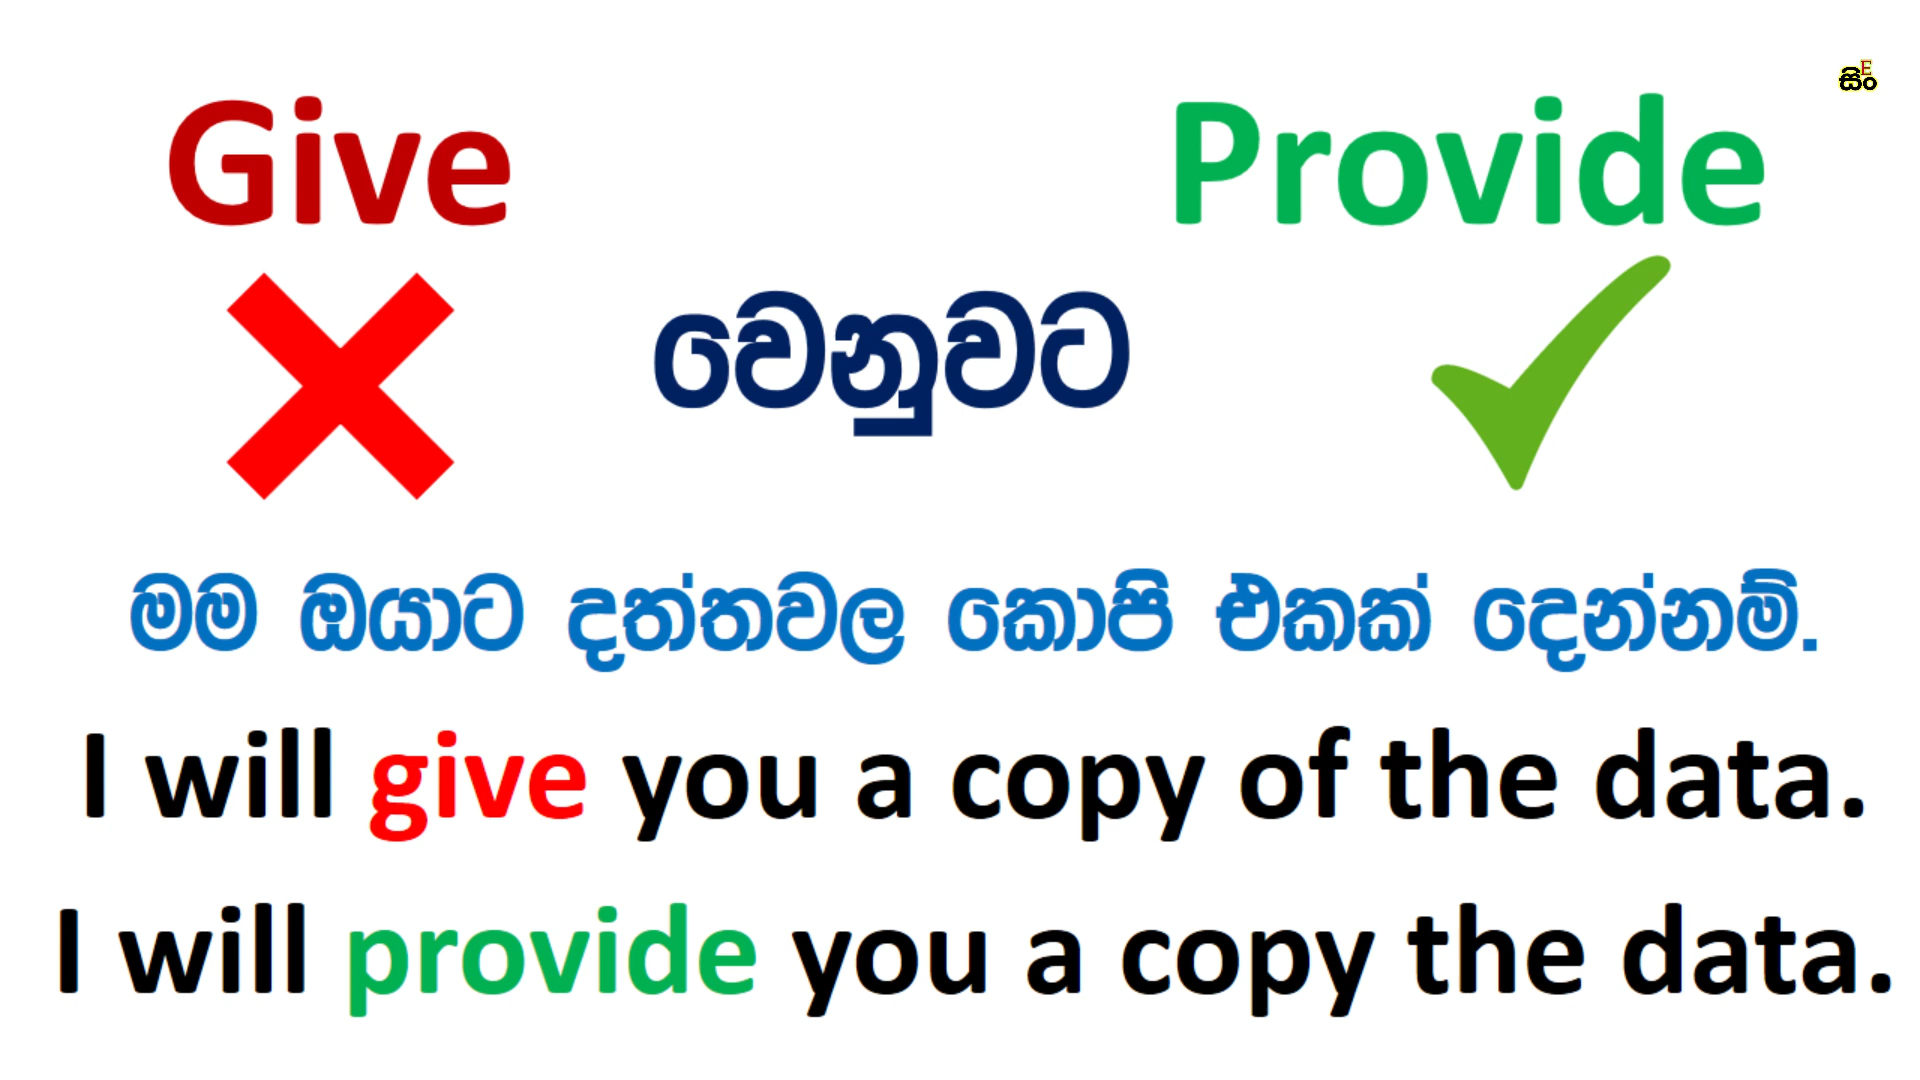 සිංE
Give Provide
වෙනුවට
මම ඔයාට දත්තවල කොපි එකක් දෙන්නම්.
I will give you a copy of the data.
I will provide you a copy the data.